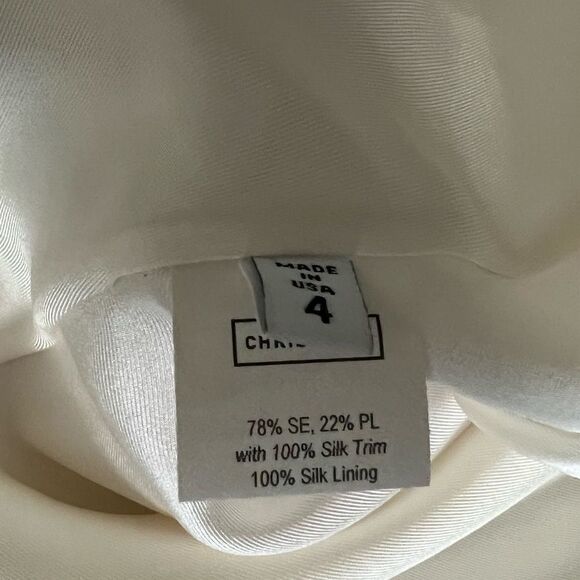 MADE
IN
USA
4
78% SE, 22% PL
with 100% Silk Trim
100% Silk Lining